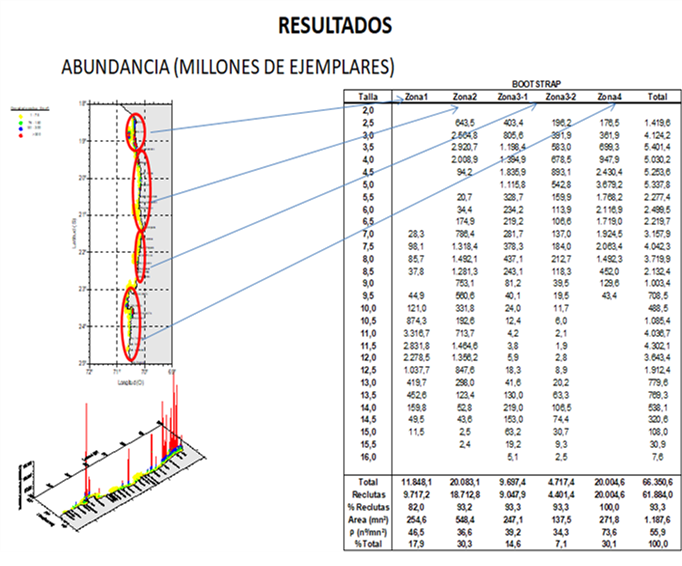 RESULTADOS
ABUNDANCIA (MILLONES DE EJEMPLARES)
BOOTSTRAP
Talla Zona1 Zona2 Zona3-1 Zona3-2 Zona4 Total
2,0
2,5 643,5 403,4 196,2 176,5 1.419,6
3,0 2.564,8 805,6 391,9 361,9 4.124,2
3,5 2.920,7 1.198,4 583,0 699,3 5.401,4
4,0 2.008,9 1.394,9 678,5 947,9 5.030,2
4,5 94,2 1.835,9 893,1 2.430,4 5.253,6
5,0 1.115,8 542,8 3.679,2 5.337,8
5,5 20,7 328,7 159,9 1.768,2 2.277,4
6,0 34,4 234,2 113,9 2.116,9 2.499,5
6,5 174,9 219,2 106,6 1.719,0 2.219,7
7,0 28,3 786,4 281,7 137,0 1.924,5 3.157,9
7,5 98,1 1.318,4 378,3 184,0 2.063,4 4.042,3
8,0 85,7 1.492,1 437,1 212,7 1.492,3 3.719,9
8,5 37,8 1.281,3 243,1 118,3 452,0 2.132,4
9,0 753,1 81,2 39,5 129,6 1.003,4
9,5 44,9 560,6 40,1 19,5 43,4 708,5
10,0 121,0 331,8 24,0 11,7 488,5
10,5 874,3 192,6 12,4 6,0 1.085,4
11,0 3.316,7 713,7 4,2 2,1 4.036,7
11,5 2.831,8 1.464,6 3,8 1,9 4.302,1
12,0 2.278,5 1.356,2 5,9 2,8 3.643,4
12,5 1.037,7 847,6 18,3 8,9 1.912,4
13,0 419,7 298,0 41,6 20,2 779,6
13,5 452,6 123,4 130,0 63,3 769,3
14,0 159,8 52,8 219,0 106,5 538,1
14,5 49,5 43,6 153,0 74,4 320,6
15,0 11,5 2,5 63,2 30,7 108,0
15,5 2,4 19,2 9,3 30,9
16,0 5,1 2,5 7,6
Total 11.848,1 20.083,1 9.697,4 4.717,4 20.004,6 66.350,6
Reclutas 9.717,2 18.712,8 9.047,9 4.401,4 20.004,6 61.884,0
% Reclutas 82,0 93,2 93,3 93,3 100,0 93,3
Area (mn²) 254,6 548,4 247,1 137,5 271,8 1.187,6
ρ (nº/mn²) 46,5 36,6 39,2 34,3 73,6 55,9
% Total 17,9 30,3 14,6 7,1 30,1 100,0
Latitud (S)
72° 71° 70°
Longitud (O)